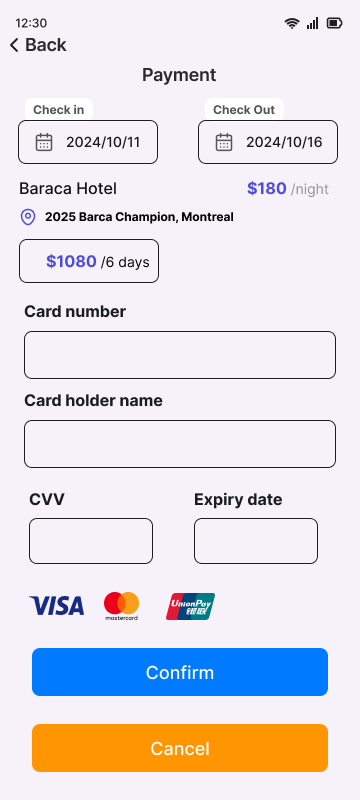 12:30
Back
Payment
Check in
Check Out
2024/10/11
2024/10/16
Baraca Hotel
$180 /night
2025 Barca Champion, Montreal
$1080 /6 days
Card number
Card holder name
CVV
Expiry date
VISA
mastercard
UnionPay
银联
Confirm
Cancel